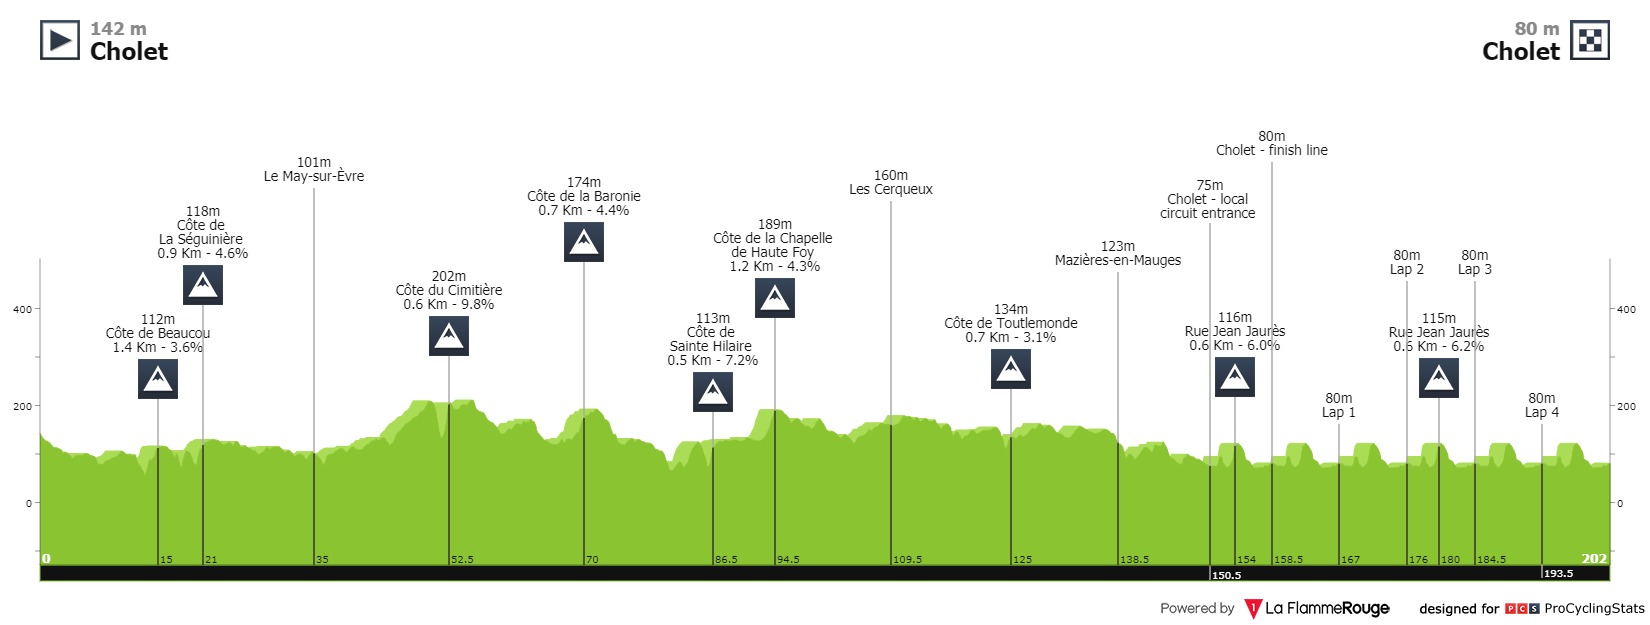 142 m
Cholet
80 m
Cholet
112m
Côte de Beaucou
1.4 Km - 3.6%
118m
Côte de
La Séguinière
0.9 Km - 4.6%
101m
Le May-sur-Èvre
202m
Côte du Cimitière
0.6 Km - 9.8%
174m
Côte de la Baronie
0.7 Km - 4.4%
113m
Côte de
Sainte Hilaire
0.5 Km - 7.2%
189m
Côte de la Chapelle
de Haute Foy
1.2 Km - 4.3%
160m
Les Cerqueux
134m
Côte de Toutlemonde
0.7 Km - 3.1%
123m
Mazières-en-Mauges
75m
Cholet - local
circuit entrance
116m
Rue Jean Jaurès
0.6 Km - 6.0%
80m
Cholet - finish line
80m
Lap 1
80m
Lap 2
115m
Rue Jean Jaurès
0.6 Km - 6.2%
80m
Lap 3
80m
Lap 4
400
200
0
400
200
0
0 15 21 35 52.5 70 86.5 94.5 109.5 125 138.5 154 158.5 167 176 180 184.5 202
150.5 193.5
Powered by 1 La FlammeRouge designed for PCS ProCyclingStats